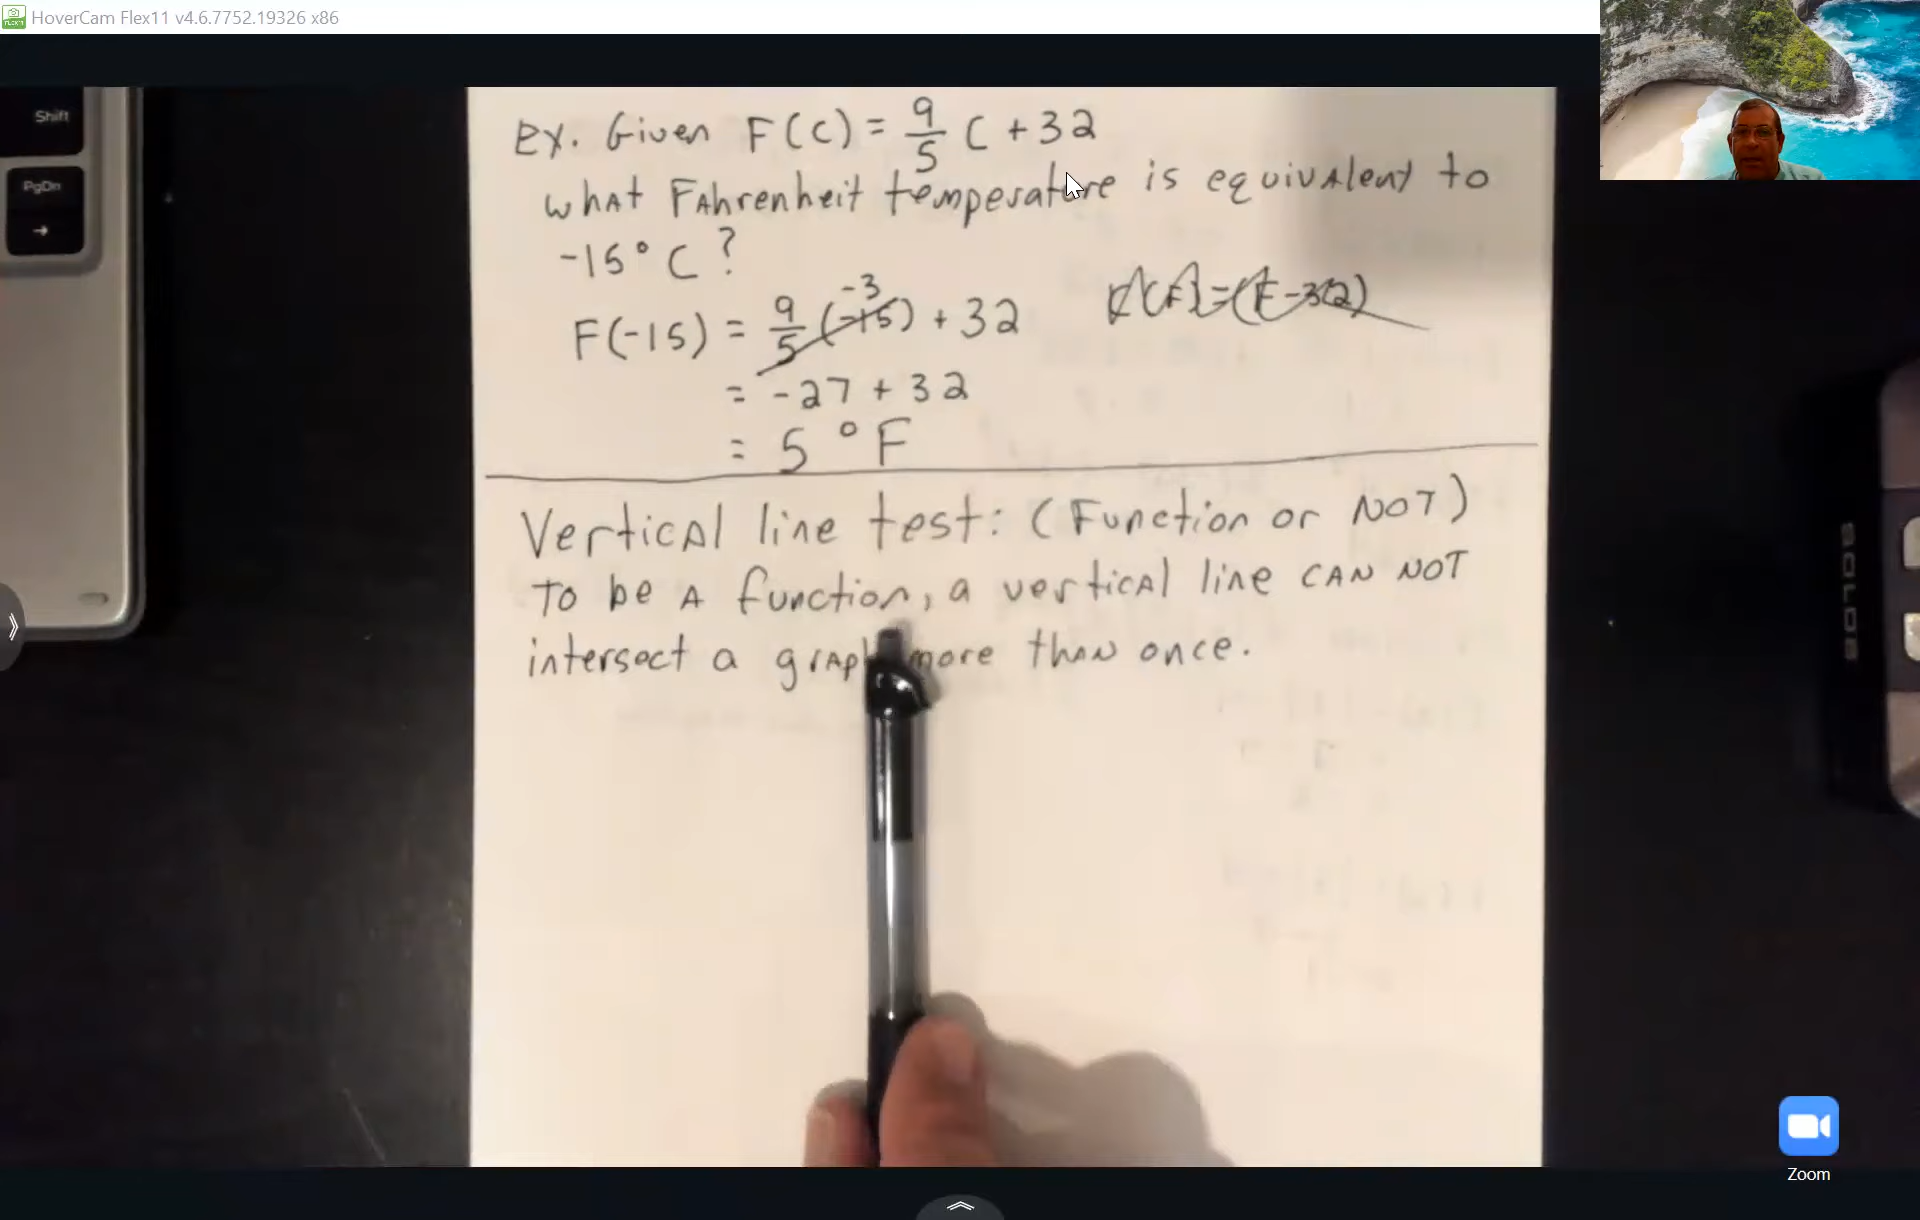 HoverCam Flex11 v4.6.7752.19326 x86
Shift
PgDn
→
Ex. Given F(C) = 9/5 C + 32
what Fahrenheit temperature is equivalent to
-15° C ?
F(-15) = 9/5 (-15) -3 + 32
C(F) = (F-32)
= -27 + 32
= 5 °F
Vertical line test: (Function or NOT)
To be A function, a vertical line CAN NOT
intersect a graph more than once.
Zoom